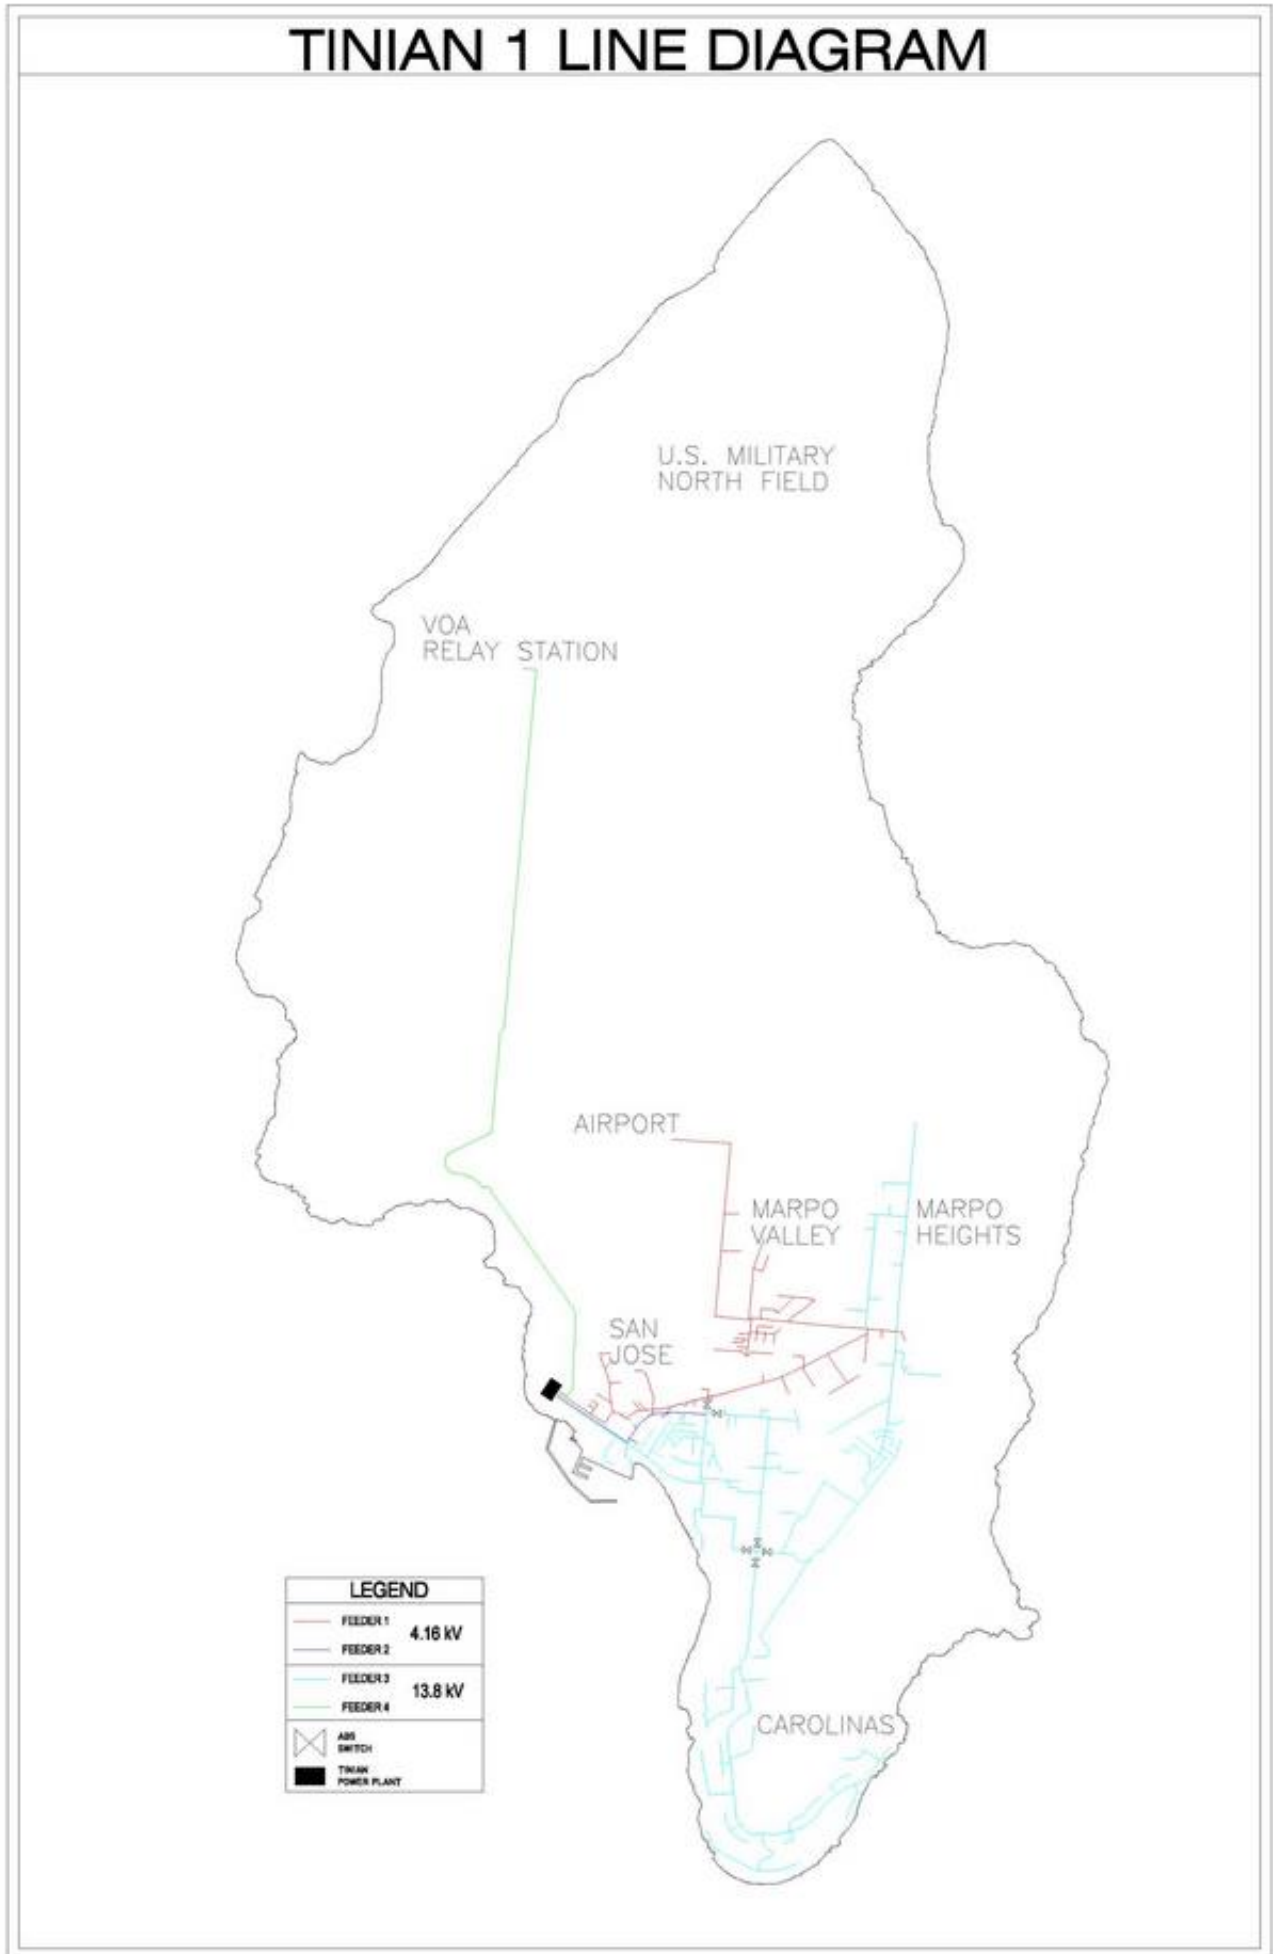 TINIAN 1 LINE DIAGRAM
U.S. MILITARY
NORTH FIELD
VOA
RELAY STATION
AIRPORT
MARPO
VALLEY
MARPO
HEIGHTS
SAN
JOSE
CAROLINAS
LEGEND
FEEDER 1
4.16 kV
FEEDER 2
FEEDER 3
13.8 kV
FEEDER 4
ABS
SWITCH
TINIAN
POWER PLANT